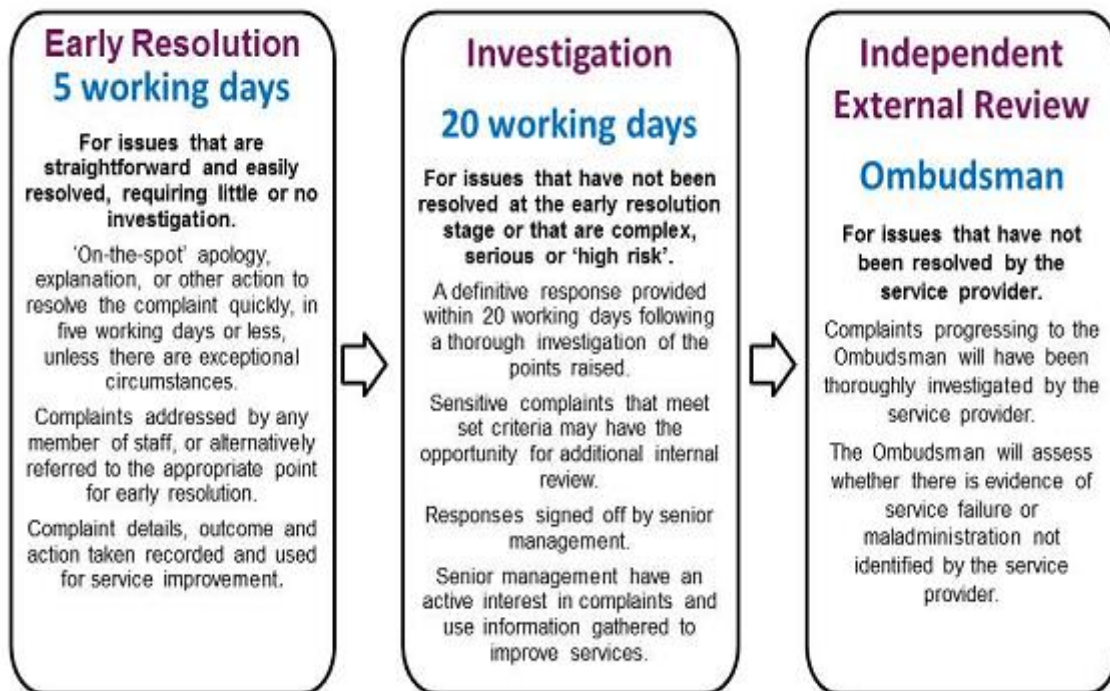 Early Resolution
5 working days
For issues that are
straightforward and easily
resolved, requiring little or no
investigation.
'On-the-spot' apology,
explanation, or other action to
resolve the complaint quickly, in
five working days or less,
unless there are exceptional
circumstances.
Complaints addressed by any
member of staff, or alternatively
referred to the appropriate point
for early resolution.
Complaint details, outcome and
action taken recorded and used
for service improvement.
Investigation
20 working days
For issues that have not been
resolved at the early resolution
stage or that are complex,
serious or 'high risk'.
A definitive response provided
within 20 working days following
a thorough investigation of the
points raised.
Sensitive complaints that meet
set criteria may have the
opportunity for additional internal
review.
Responses signed off by senior
management.
Senior management have an
active interest in complaints and
use information gathered to
improve services.
Independent
External Review
Ombudsman
For issues that have not
been resolved by the
service provider.
Complaints progressing to the
Ombudsman will have been
thoroughly investigated by the
service provider.
The Ombudsman will assess
whether there is evidence of
service failure or
maladministration not
identified by the service
provider.